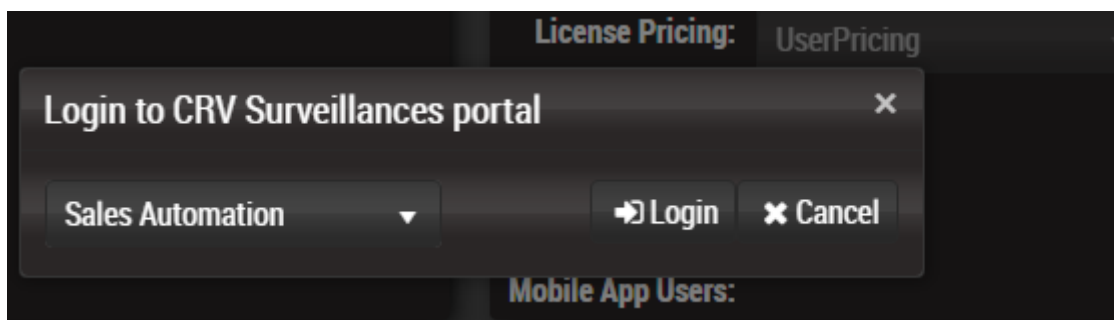 License Pricing: UserPricing
Login to CRV Surveillances portal
Sales Automation Login Cancel
Mobile App Users: